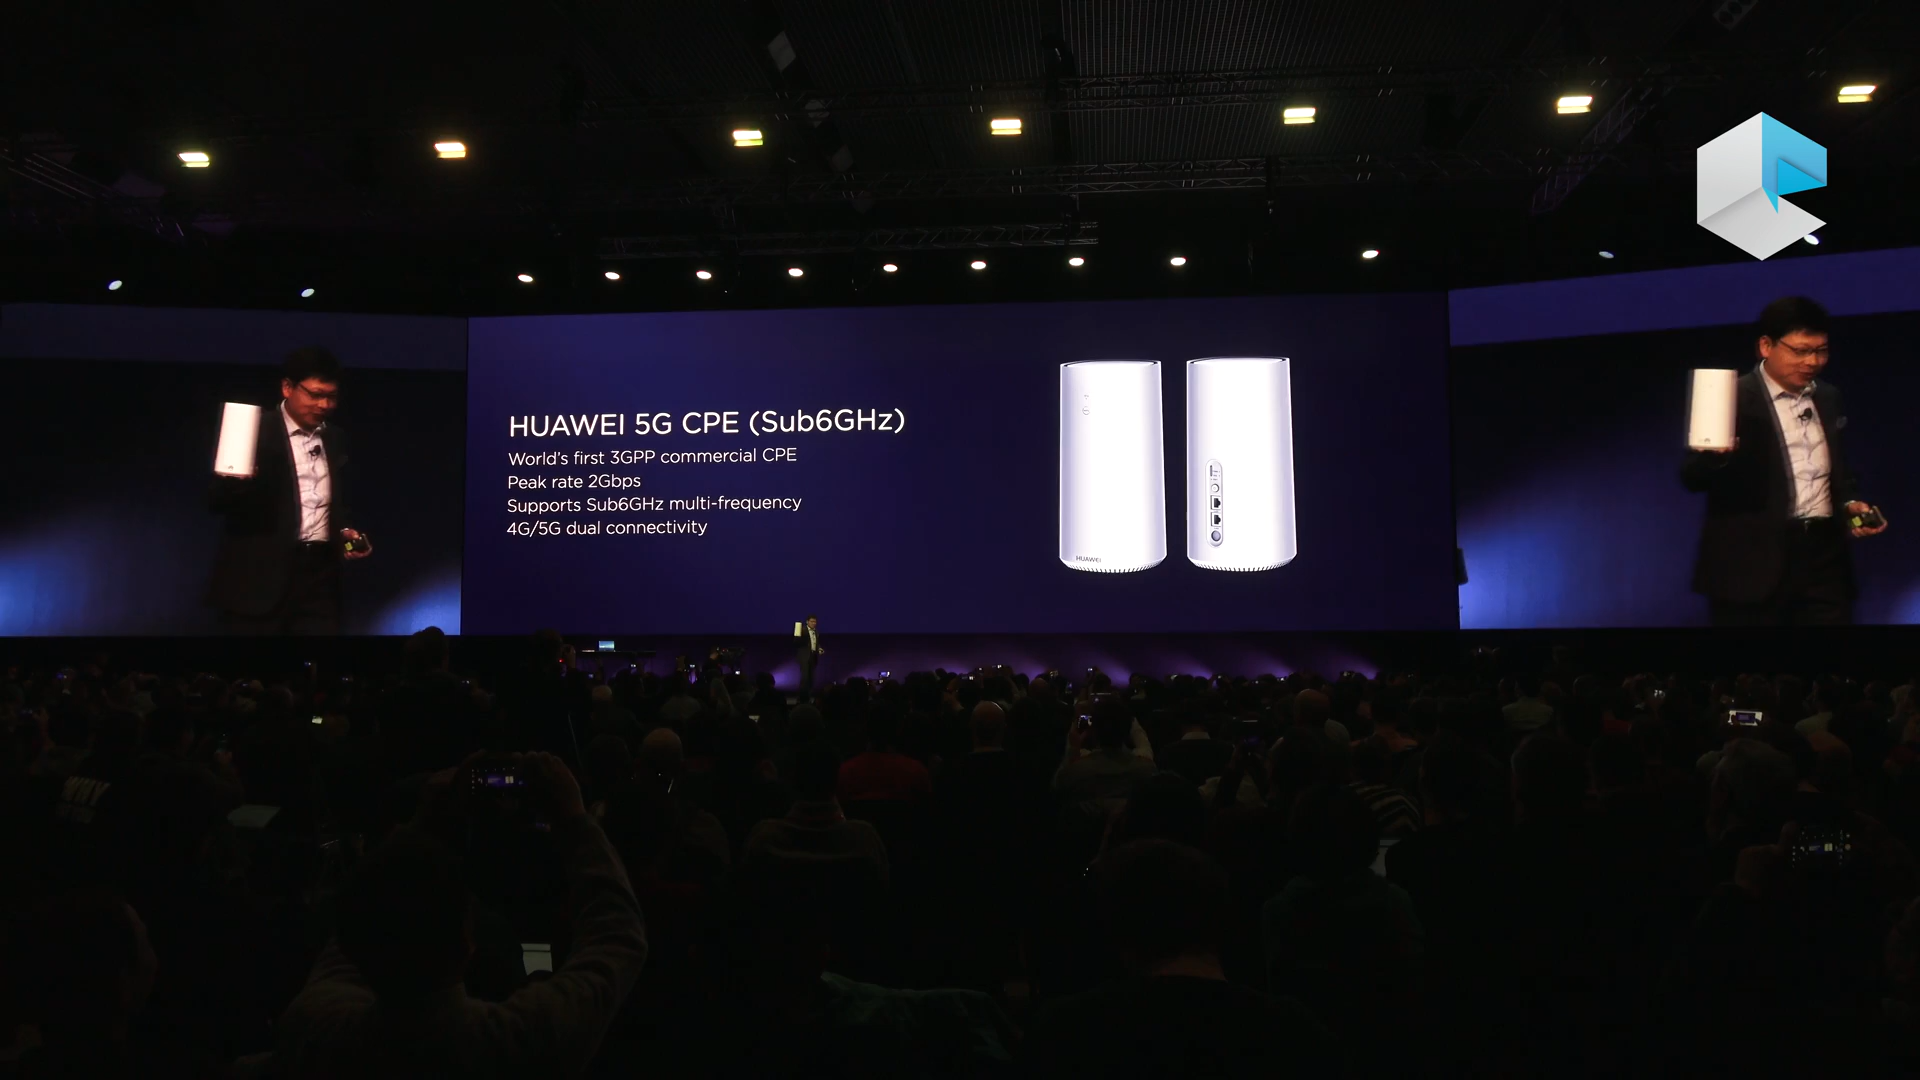 HUAWEI 5G CPE (Sub6GHz)
World's first 3GPP commercial CPE
Peak rate 2Gbps
Supports Sub6GHz multi-frequency
4G/5G dual connectivity
HUAWEI